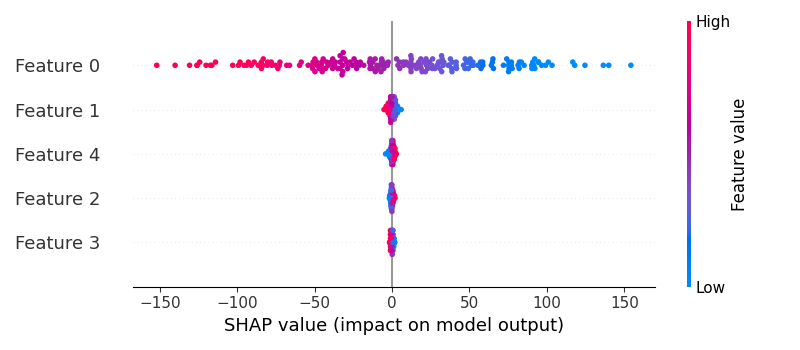 High
Feature 0
Feature 1
Feature 4
Feature 2
Feature 3
Feature value
Low
−150 −100 −50 0 50 100 150
SHAP value (impact on model output)